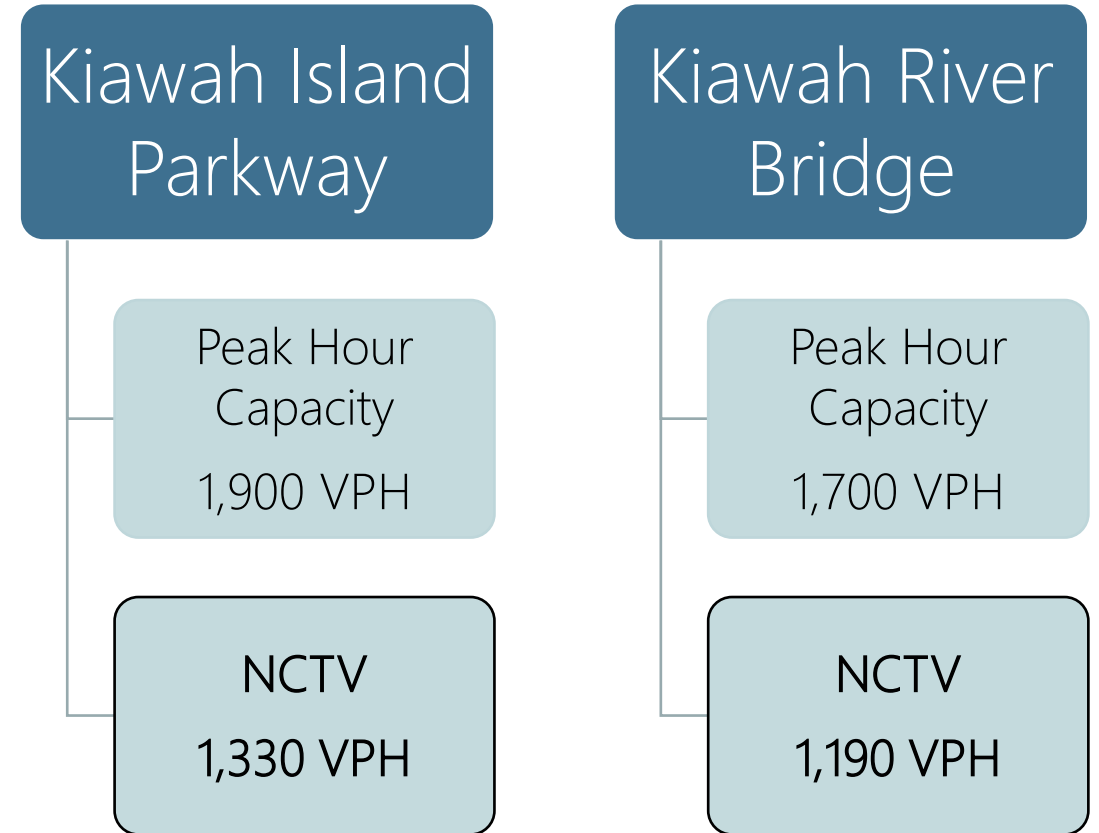 Kiawah Island
Parkway
Peak Hour
Capacity
1,900 VPH
NCTV
1,330 VPH
Kiawah River
Bridge
Peak Hour
Capacity
1,700 VPH
NCTV
1,190 VPH